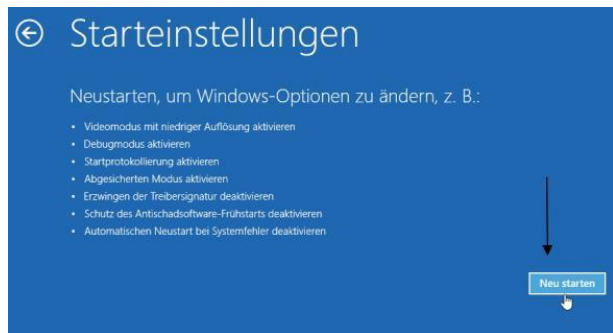 Starteinstellungen
Neustarten, um Windows-Optionen zu ändern, z. B.:
• Videomodus mit niedriger Auflösung aktivieren
• Debugmodus aktivieren
• Startprotokollierung aktivieren
• Abgesicherten Modus aktivieren
• Erzwingen der Treibersignatur deaktivieren
• Schutz des Antischadsoftware-Frühstarts deaktivieren
• Automatischen Neustart bei Systemfehler deaktivieren
Neu starten